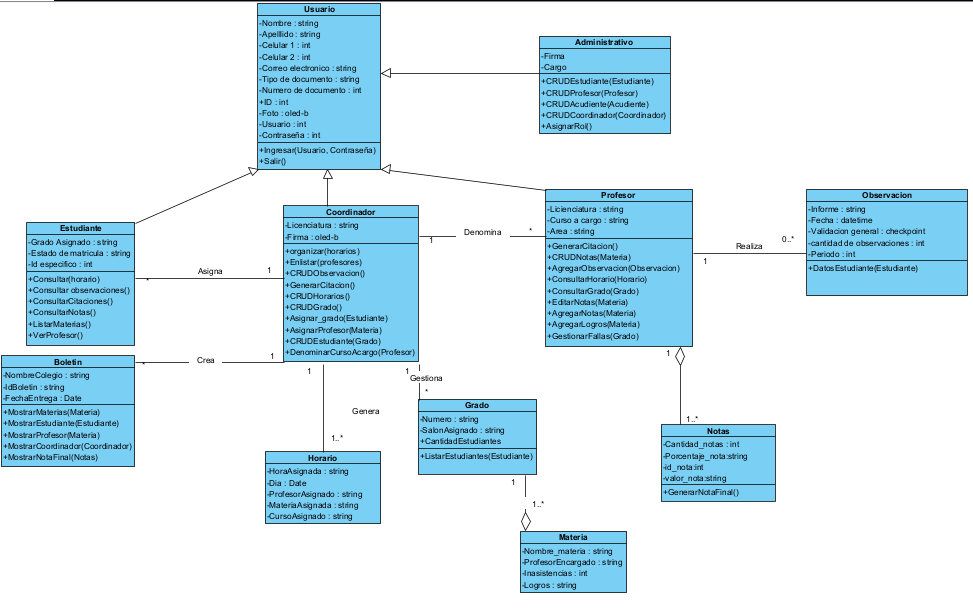 Usuario
-Nombre : string
-Apelllido : string
-Celular 1 : int
-Celular 2 : int
-Correo electronico : string
-Tipo de documento : string
-Numero de documento : int
+ID : int
-Foto : oled-b
-Usuario : int
-Contraseña : int
+Ingresar(Usuario, Contraseña)
+Salir()
Administrativo
-Firma
-Cargo
+CRUDEstudiante(Estudiante)
+CRUDProfesor(Profesor)
+CRUDAcudiente(Acudiente)
+CRUDCoordinador(Coordinador)
+AsignarRol()
Estudiante
-Grado Asignado : string
-Estado de matricula : string
-Id especifico : int
+Consultar(horario)
+Consultar observaciones()
+ConsultarCitaciones()
+ConsultarNotas()
+ListarMaterias()
+VerProfesor()
*
Asigna
1
Coordinador
-Licenciatura : string
-Firma : oled-b
+organizar(horarios)
+Enlistar(profesores)
+CRUDObservacion()
+GenerarCitacion()
+CRUDHorarios()
+CRUDGrado()
+Asignar_grado(Estudiante)
+AsignarProfesor(Materia)
+CRUDEstudiante(Grado)
+DenominarCursoAcargo(Profesor)
1
Denomina
*
Profesor
-Licienciatura : string
-Curso a cargo : string
-Area : string
+GenerarCitacion()
+CRUDNotas(Materia)
+AgregarObservacion(Observacion)
+ConsultarHorario(Horario)
+ConsultarGrado(Grado)
+EditarNotas(Materia)
+AgregarNotas(Materia)
+AgregarLogros(Materia)
+GestionarFallas(Grado)
1
Realiza
0..*
Observacion
-Informe : string
-Fecha : datetime
-Validacion general : checkpoint
-cantidad de observaciones : int
-Periodo : int
+DatosEstudiante(Estudiante)
Boletin
-NombreColegio : string
-IdBoletin : string
-FechaEntrega : Date
+MostrarMaterias(Materia)
+MostrarEstudiante(Estudiante)
+MostrarProfesor(Materia)
+MostrarCoordinador(Coordinador)
+MostrarNotaFinal(Notas)
*
Crea
1
1
Genera
1..*
Horario
-HoraAsignada : string
-Dia : Date
-ProfesorAsignado : string
-MateriaAsignada : string
-CursoAsignado : string
1
Gestiona
*
Grado
-Numero : string
-SalonAsignado : string
+CantidadEstudiantes
+ListarEstudiantes(Estudiante)
1
1..*
Materia
-Nombre_materia : string
-ProfesorEncargado : string
-Inasistencias : int
-Logros : string
1
1..*
Notas
-Cantidad_notas : int
-Porcentaje_nota:string
-id_nota:int
-valor_nota:string
+GenerarNotaFinal()